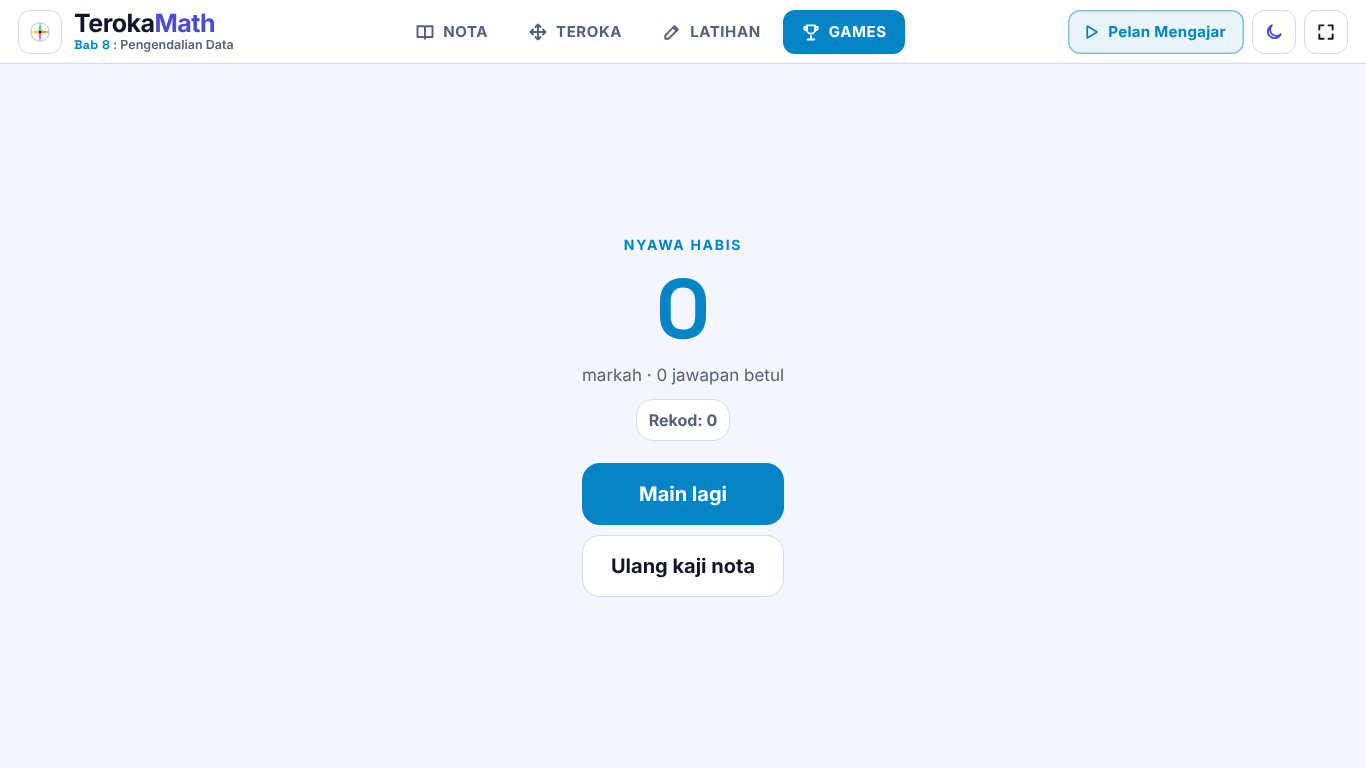 TerokaMath
Bab 8 : Pengendalian Data
NOTA
TEROKA
LATIHAN
GAMES
Pelan Mengajar
NYAWA HABIS
0
markah · 0 jawapan betul
Rekod: 0
Main lagi
Ulang kaji nota